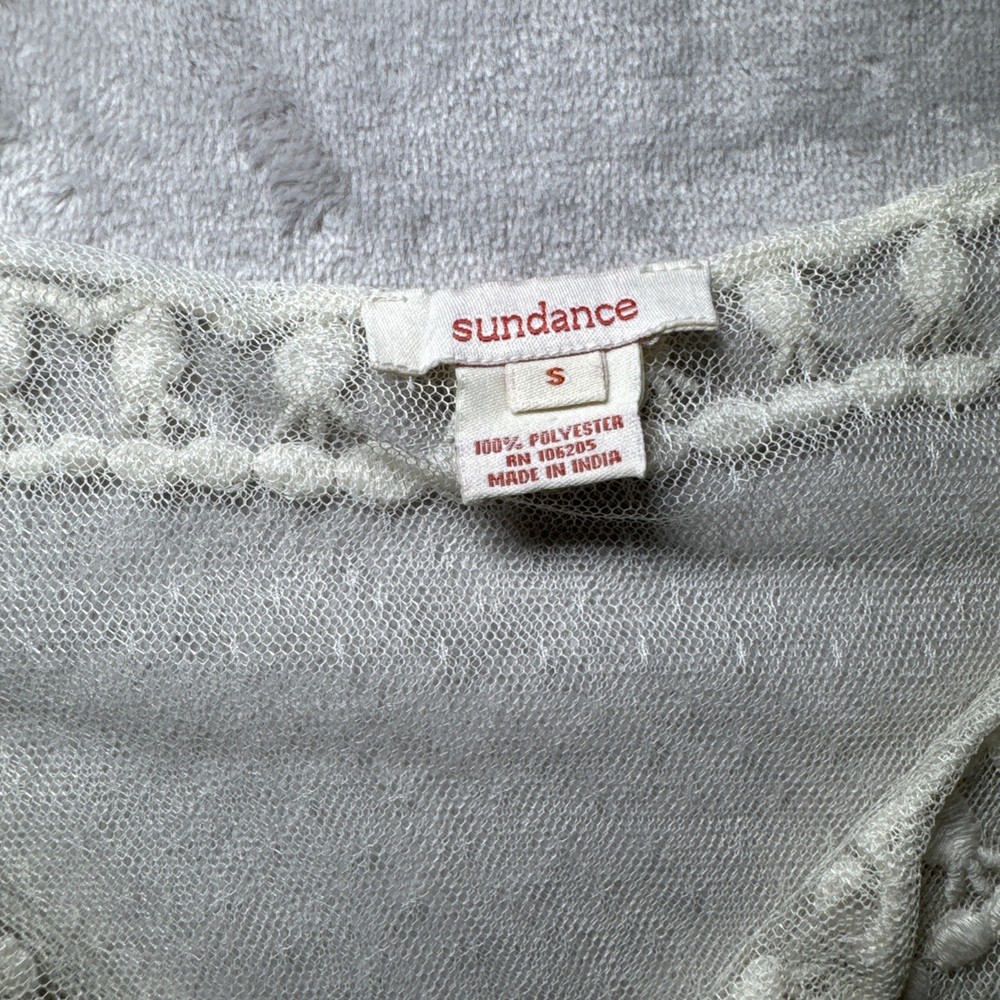 sundance
S
100% POLYESTER
RN 106205
MADE IN INDIA